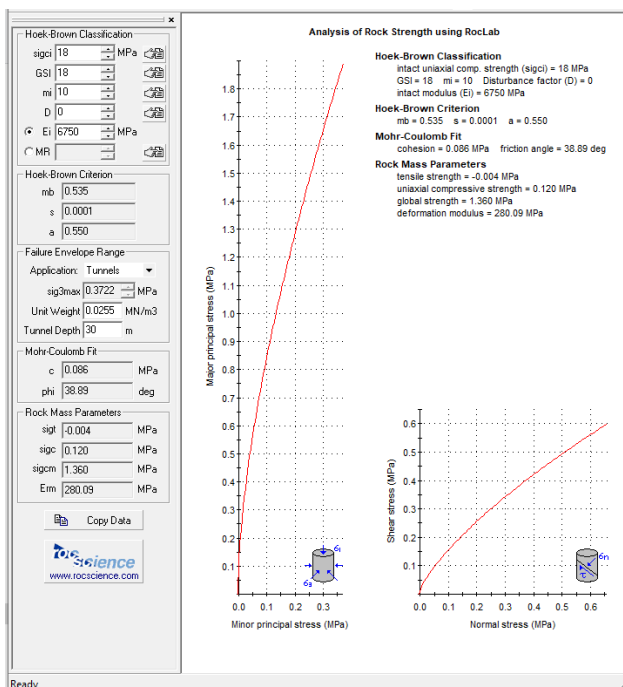 Hoek-Brown Classification
sigci 18 MPa
GSI 18
mi 10
D 0
Ei 6750 MPa
MR
Hoek-Brown Criterion
mb 0.535
s 0.0001
a 0.550
Failure Envelope Range
Application: Tunnels
sig3max 0.3722 MPa
Unit Weight 0.0255 MN/m3
Tunnel Depth 30 m
Mohr-Coulomb Fit
c 0.086 MPa
phi 38.89 deg
Rock Mass Parameters
sigt -0.004 MPa
sigc 0.120 MPa
sigcm 1.360 MPa
Erm 280.09 MPa
Copy Data
rocscience
www.rocscience.com
Ready
Analysis of Rock Strength using RocLab
Hoek-Brown Classification
intact uniaxial comp. strength (sigci) = 18 MPa
GSI = 18 mi = 10 Disturbance factor (D) = 0
intact modulus (Ei) = 6750 MPa
Hoek-Brown Criterion
mb = 0.535 s = 0.0001 a = 0.550
Mohr-Coulomb Fit
cohesion = 0.086 MPa friction angle = 38.89 deg
Rock Mass Parameters
tensile strength = -0.004 MPa
uniaxial compressive strength = 0.120 MPa
global strength = 1.360 MPa
deformation modulus = 280.09 MPa
Major principal stress (MPa)
1.8
1.7
1.6
1.5
1.4
1.3
1.2
1.1
1.0
0.9
0.8
0.7
0.6
0.5
0.4
0.3
0.2
0.1
0.0 0.1 0.2 0.3
Minor principal stress (MPa)
σ1
σ3
Shear stress (MPa)
0.6
0.5
0.4
0.3
0.2
0.1
0.0 0.1 0.2 0.3 0.4 0.5 0.6
Normal stress (MPa)
σn
τ